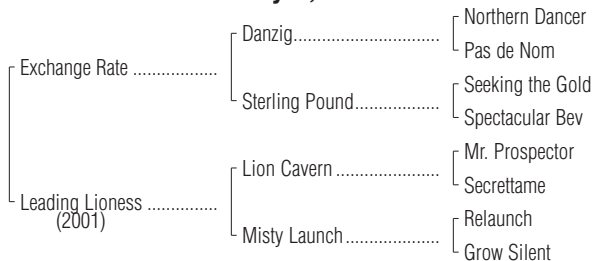 Northern Dancer
Danzig..............................
Pas de Nom
Exchange Rate .................
Seeking the Gold
Sterling Pound.................
Spectacular Bev
Mr. Prospector
Lion Cavern .....................
Secrettame
Leading Lioness ..............
(2001)
Relaunch
Misty Launch...................
Grow Silent